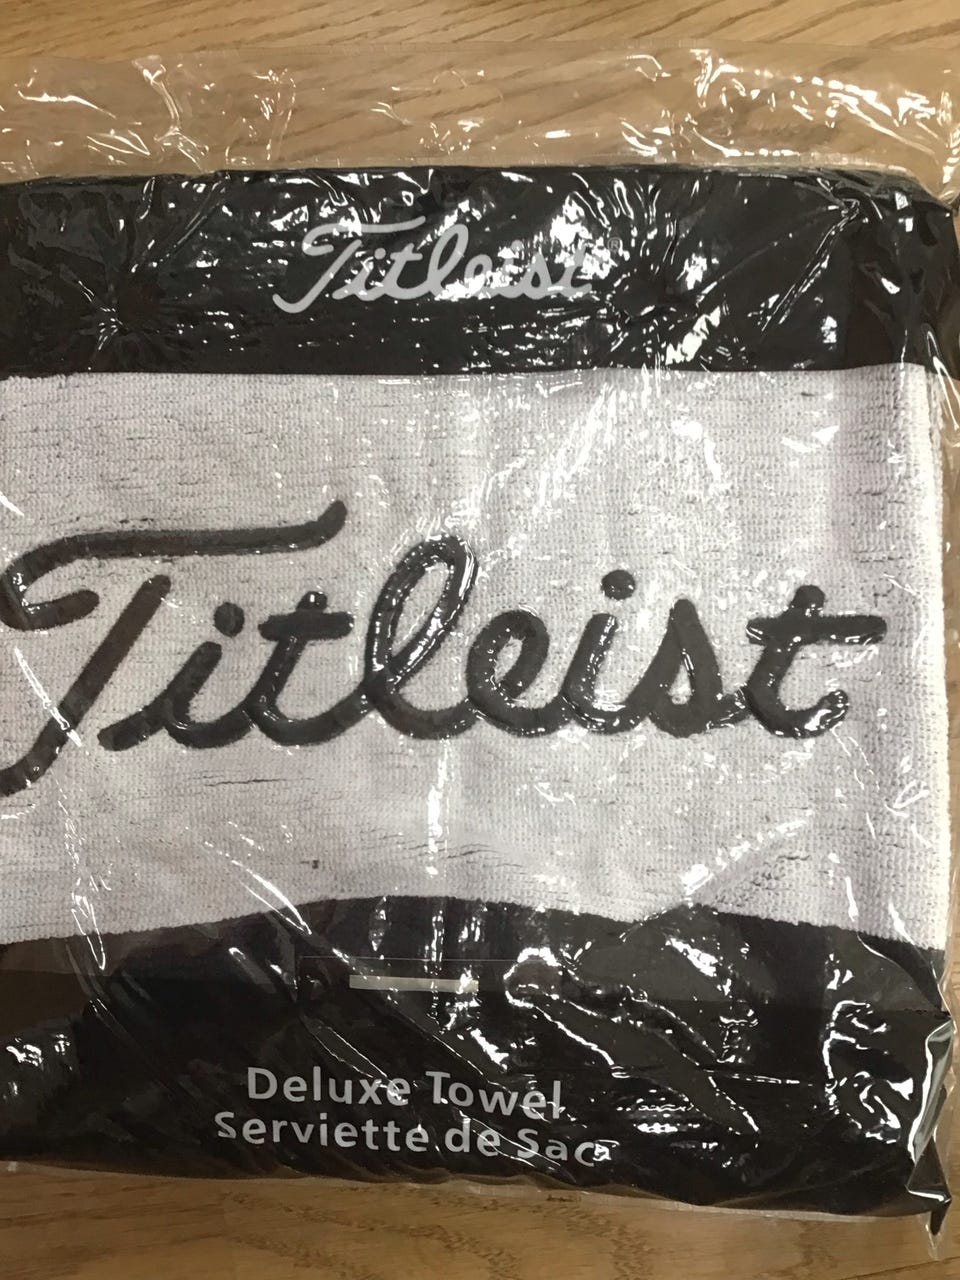 Titleist®
Titleist
Deluxe Towel
Serviette de Sac